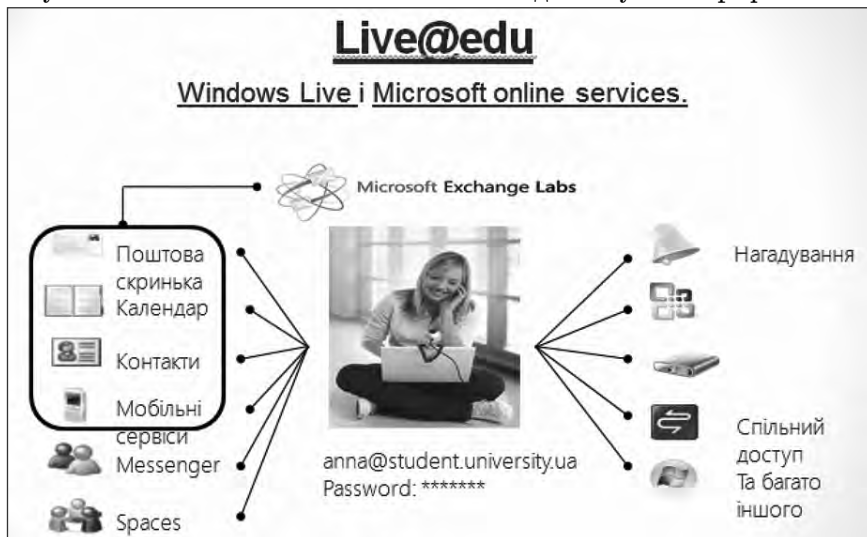 Live@edu
Windows Live і Microsoft online services.
Microsoft Exchange Labs
Поштова
скринька
Календар
Контакти
Мобільні
сервіси
Messenger
Spaces
anna@student.university.ua
Password: *******
Нагадування
Спільний
доступ
Та багато
іншого